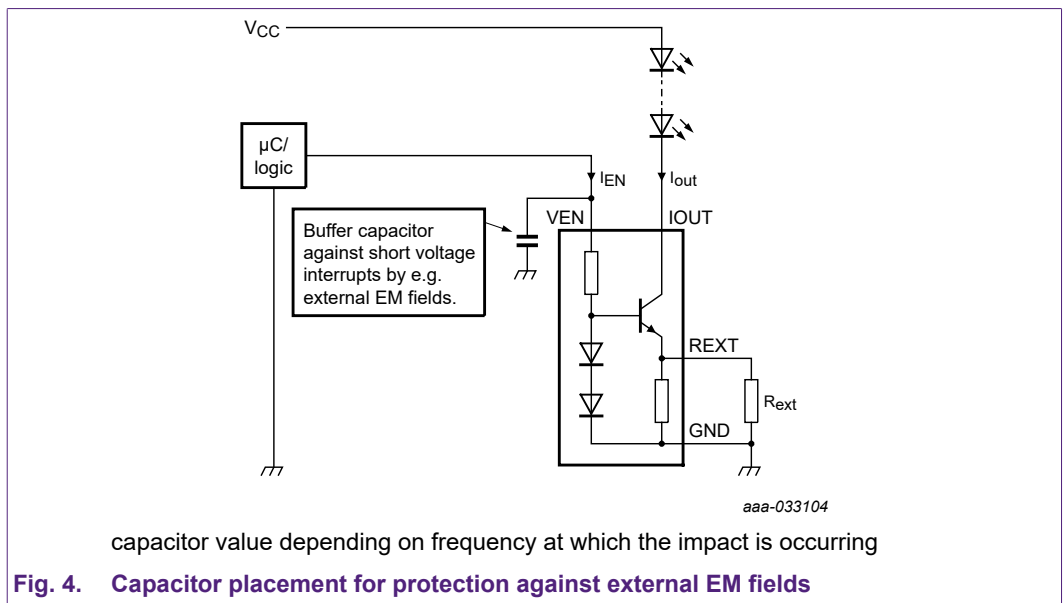 VCC
µC/
logic
IEN
Iout
Buffer capacitor
against short voltage
interrupts by e.g.
external EM fields.
VEN
IOUT
REXT
Rext
GND
aaa-033104
capacitor value depending on frequency at which the impact is occurring
Fig. 4. Capacitor placement for protection against external EM fields